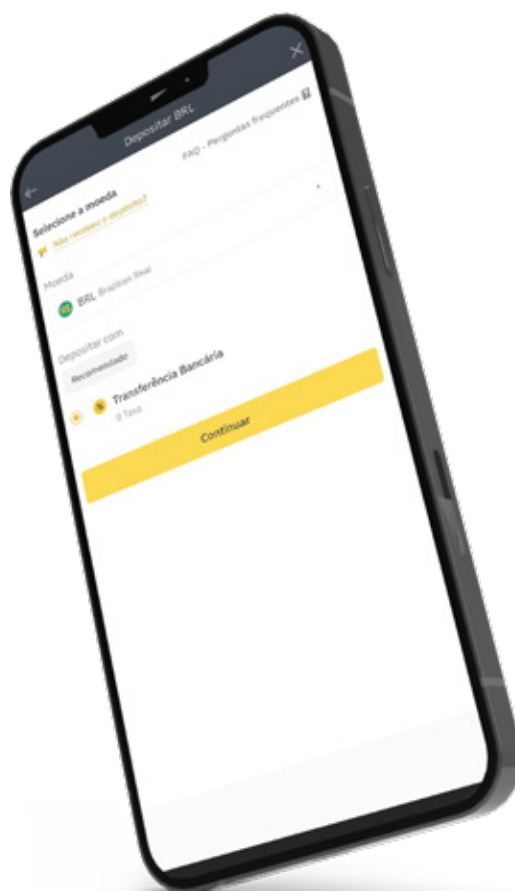 Depositar BRL
FAQ - Perguntas frequentes
Selecione a moeda
Não recebeu o depósito?
Moeda
BRL Brazilian Real
Depositar com
Recomendado
Transferência Bancária
0 Taxa
Continuar